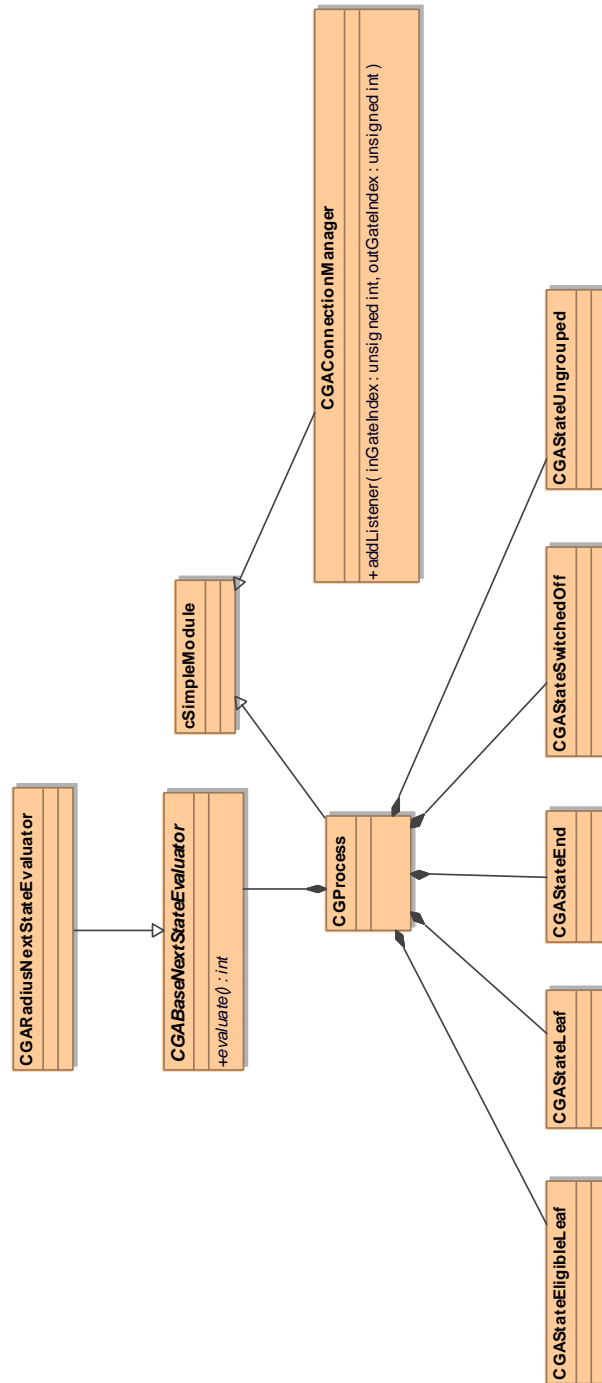 CGARadiusNextStateEvaluator
CGABaseNextStateEvaluator
+evaluate() : int
cSimpleModule
CGProcess
CGAConnectionManager
+addListener( inGateIndex : unsigned int, outGateIndex : unsigned int )
CGAStateEligibleLeaf
CGAStateLeaf
CGAStateEnd
CGAStateSwitchedOff
CGAStateUngrouped